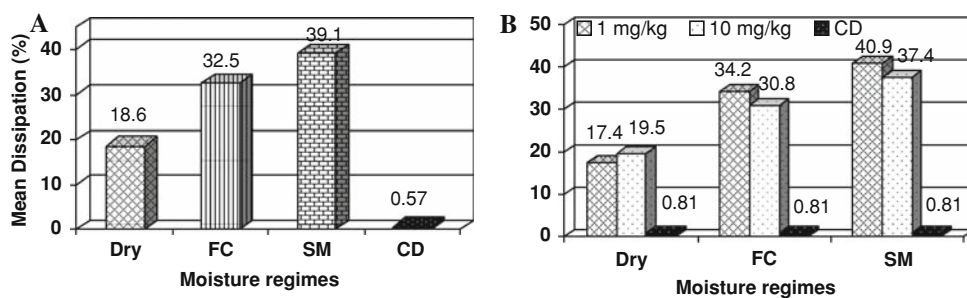 A
Mean Dissipation (%)
40
30
20
10
0
18.6
32.5
39.1
0.57
Dry FC SM CD
Moisture regimes
B
50
40
30
20
10
0
1 mg/kg 10 mg/kg CD
17.4 19.5 0.81
34.2 30.8 0.81
40.9 37.4 0.81
Dry FC SM
Moisture regimes